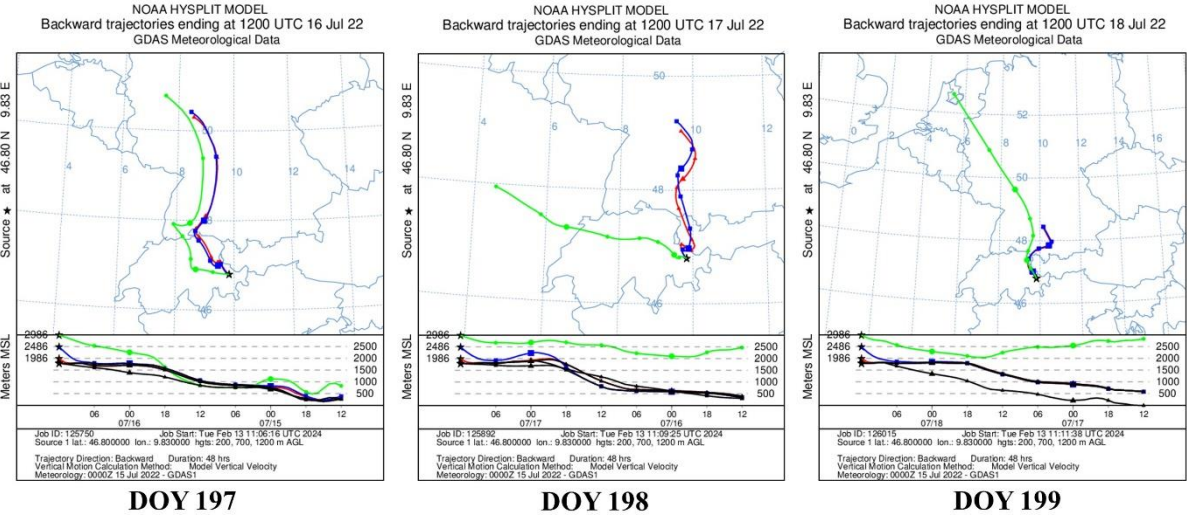 NOAA HYSPLIT MODEL
Backward trajectories ending at 1200 UTC 16 Jul 22
GDAS Meteorological Data
Source ★ at 46.80 N 9.83 E
4 6 8 10 12 14
50
48
46
Meters MSL
2986
2486
1986
2500
2000
1500
1000
500
06 00 18 12 06 00 18 12
07/16 07/15
Job ID: 125750 Job Start: Tue Feb 13 11:06:16 UTC 2024
Source 1 lat.: 46.800000 lon.: 9.830000 hgts: 200, 700, 1200 m AGL
Trajectory Direction: Backward Duration: 48 hrs
Vertical Motion Calculation Method: Model Vertical Velocity
Meteorology: 0000Z 15 Jul 2022 - GDAS1
DOY 197
NOAA HYSPLIT MODEL
Backward trajectories ending at 1200 UTC 17 Jul 22
GDAS Meteorological Data
Source ★ at 46.80 N 9.83 E
50
4 6 8 10 12
48
46
Meters MSL
2986
2486
1986
2500
2000
1500
1000
500
06 00 18 12 06 00 18 12
07/17 07/16
Job ID: 125892 Job Start: Tue Feb 13 11:09:25 UTC 2024
Source 1 lat.: 46.800000 lon.: 9.830000 hgts: 200, 700, 1200 m AGL
Trajectory Direction: Backward Duration: 48 hrs
Vertical Motion Calculation Method: Model Vertical Velocity
Meteorology: 0000Z 15 Jul 2022 - GDAS1
DOY 198
NOAA HYSPLIT MODEL
Backward trajectories ending at 1200 UTC 18 Jul 22
GDAS Meteorological Data
Source ★ at 46.80 N 9.83 E
52
0 2 4 6 8 10 12 14 16
50
48
46
Meters MSL
2986
2486
1986
2500
2000
1500
1000
500
06 00 18 12 06 00 18 12
07/18 07/17
Job ID: 126015 Job Start: Tue Feb 13 11:11:38 UTC 2024
Source 1 lat.: 46.800000 lon.: 9.830000 hgts: 200, 700, 1200 m AGL
Trajectory Direction: Backward Duration: 48 hrs
Vertical Motion Calculation Method: Model Vertical Velocity
Meteorology: 0000Z 15 Jul 2022 - GDAS1
DOY 199